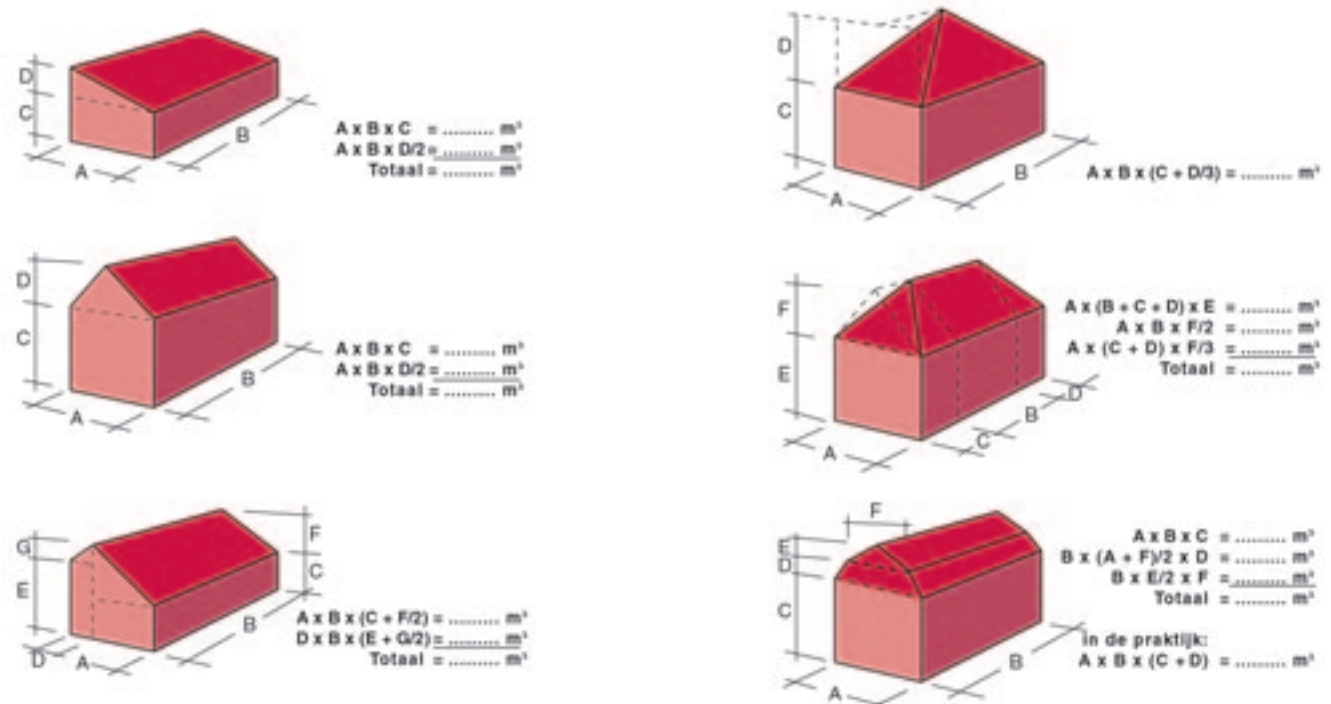 D
C
A
B
A x B x C = ......... m³
A x B x D/2 = ......... m³
Totaal = ......... m³
D
C
A
B
A x B x (C + D/3) = ......... m³
D
C
A
B
A x B x C = ......... m³
A x B x D/2 = ......... m³
Totaal = ......... m³
F
E
A
C
B
D
A x (B + C + D) x E = ......... m³
A x B x F/2 = ......... m³
A x (C + D) x F/3 = ......... m³
Totaal = ......... m³
G
E
D
A
B
F
C
A x B x (C + F/2) = ......... m³
D x B x (E + G/2) = ......... m³
Totaal = ......... m³
F
E
D
C
A
B
A x B x C = ......... m³
B x (A + F)/2 x D = ......... m³
B x E/2 x F = ......... m³
Totaal = ......... m³
in de praktijk:
A x B x (C + D) = ......... m³